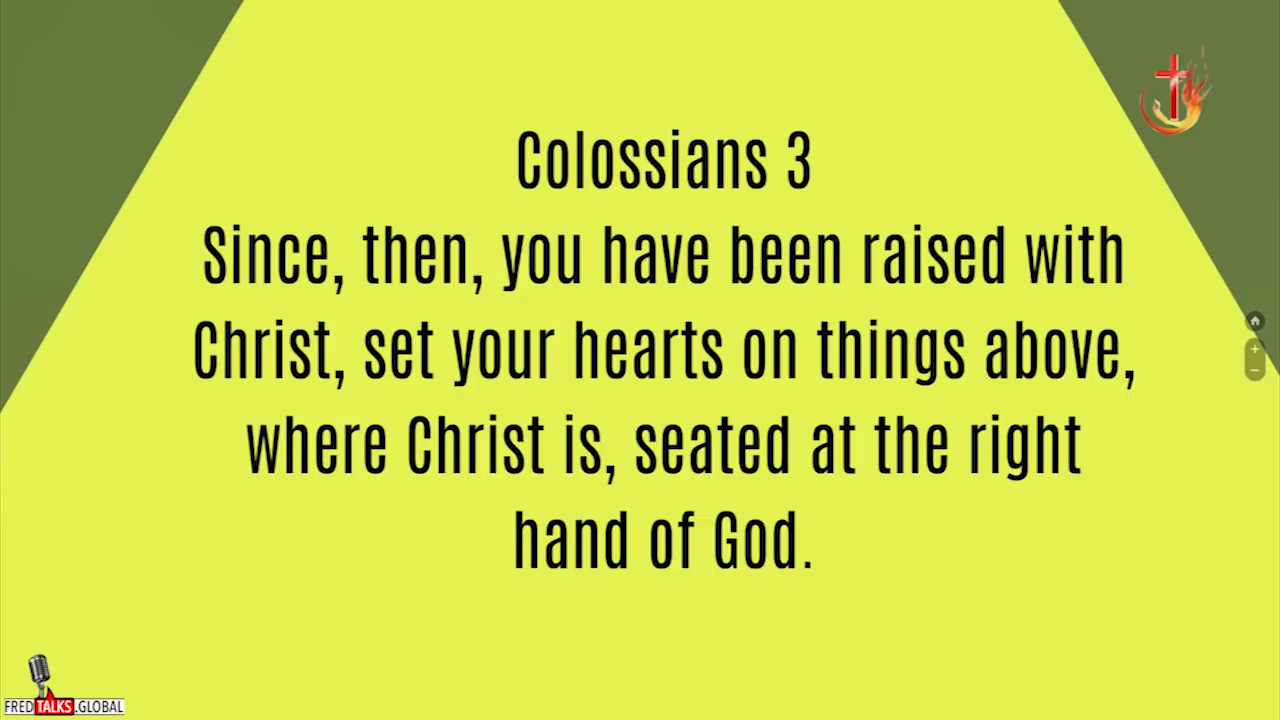 Colossians 3
Since, then, you have been raised with
Christ, set your hearts on things above,
where Christ is, seated at the right
hand of God.
FRED TALKS.GLOBAL